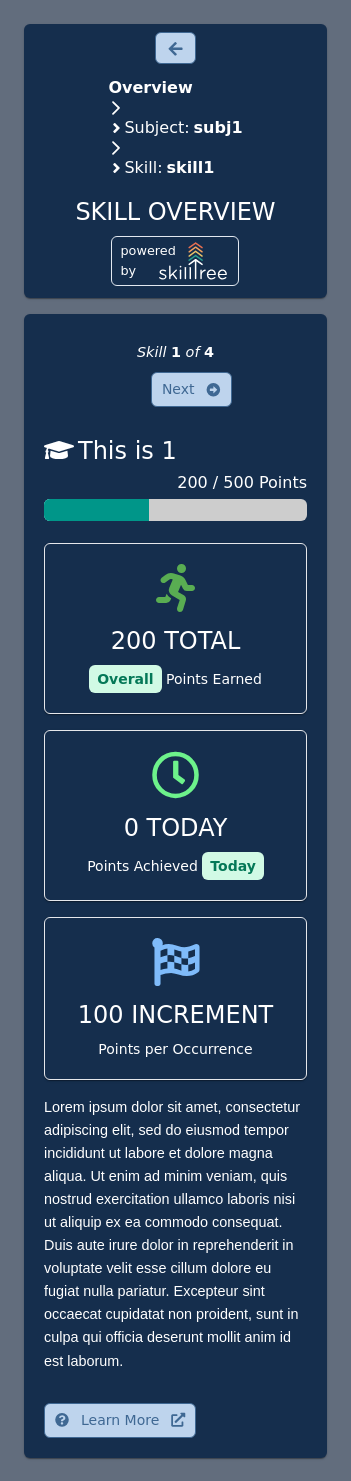 Overview
Subject: subj1
Skill: skill1
SKILL OVERVIEW
powered
by skilltree
Skill 1 of 4
Next
This is 1
200 / 500 Points
200 TOTAL
Overall Points Earned
0 TODAY
Points Achieved Today
100 INCREMENT
Points per Occurrence
Lorem ipsum dolor sit amet, consectetur
adipiscing elit, sed do eiusmod tempor
incididunt ut labore et dolore magna
aliqua. Ut enim ad minim veniam, quis
nostrud exercitation ullamco laboris nisi
ut aliquip ex ea commodo consequat.
Duis aute irure dolor in reprehenderit in
voluptate velit esse cillum dolore eu
fugiat nulla pariatur. Excepteur sint
occaecat cupidatat non proident, sunt in
culpa qui officia deserunt mollit anim id
est laborum.
Learn More